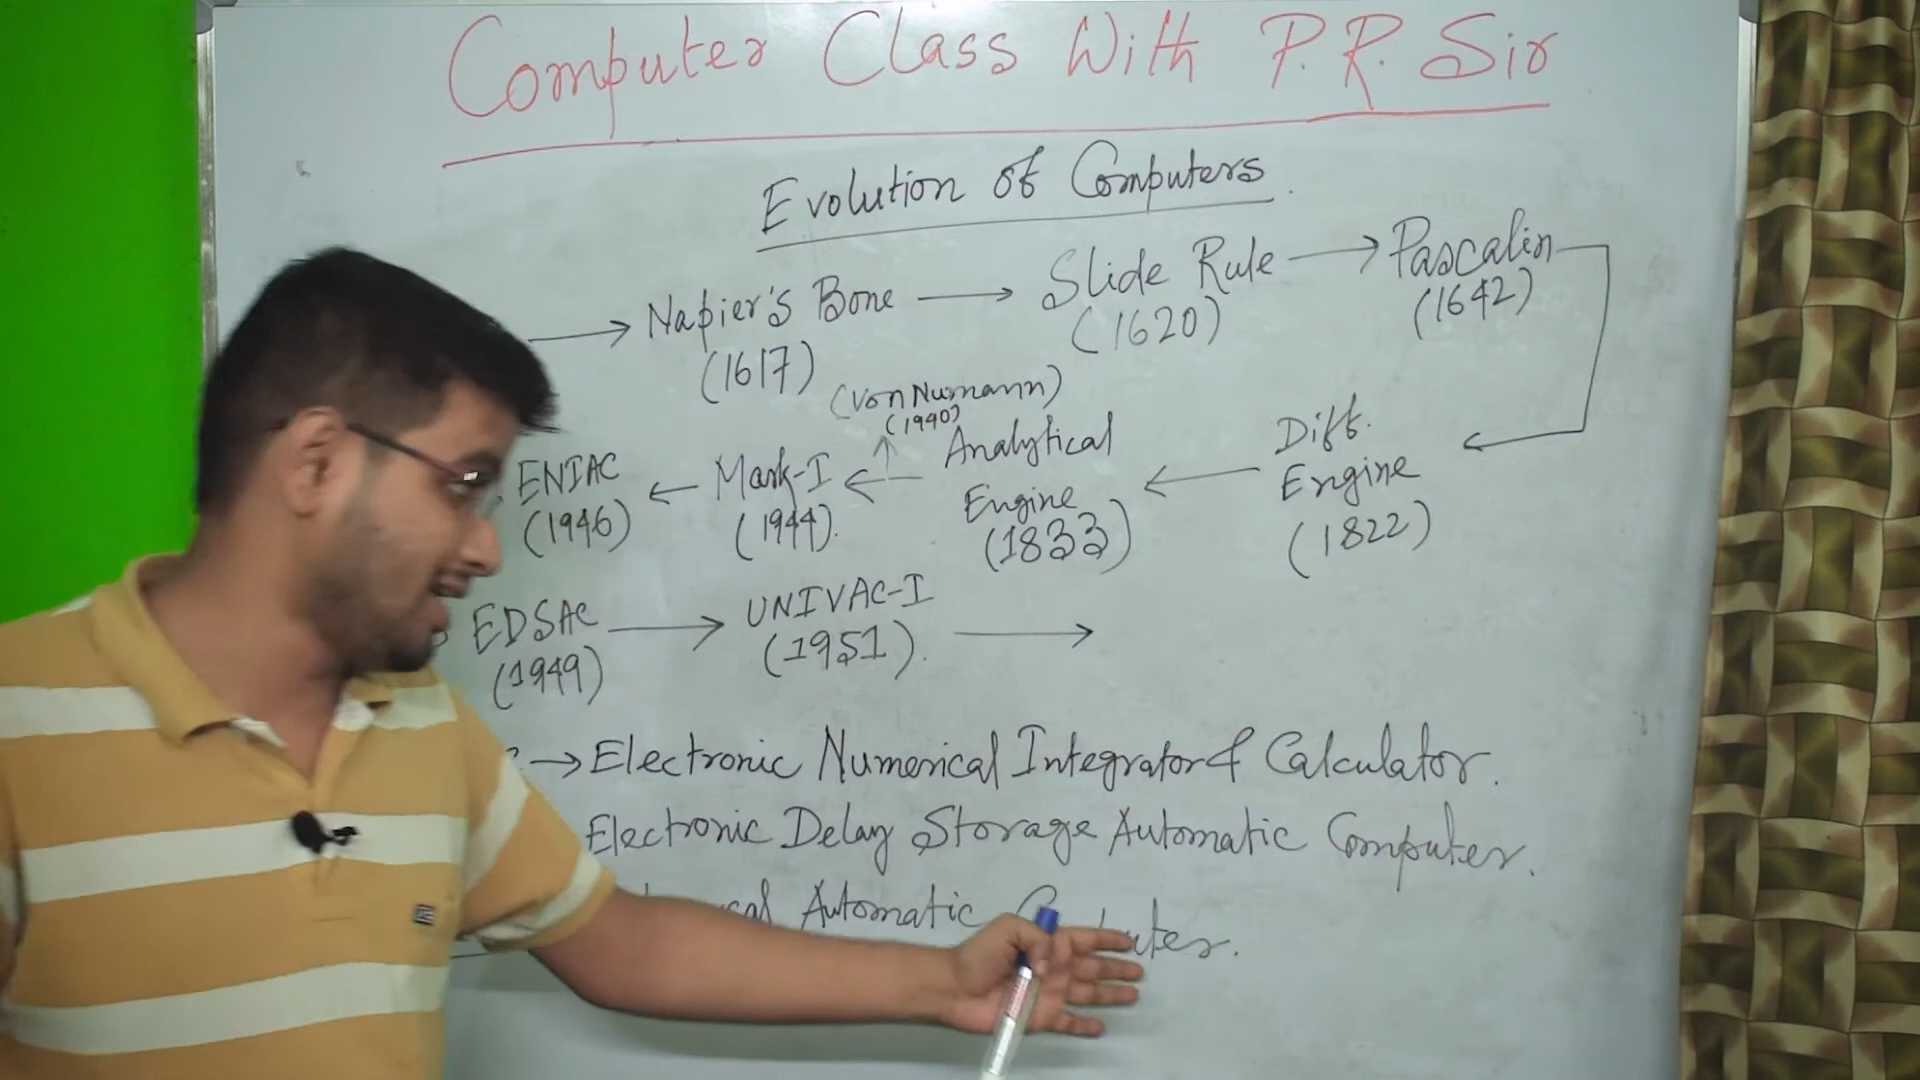 Computer Class With P.R. Sir
Evolution of Computers.
→ Napier's Bone → Slide Rule → Pascalin
(1617) (1620) (1642)
(Von Numann)
(1940)
ENIAC ← Mark-I ← Analytical Engine ← Diff. Engine
(1946) (1944). (1833) (1822)
EDSAC → UNIVAC-I →
(1949) (1951).
→ Electronic Numerical Integrator & Calculator.
Electronic Delay Storage Automatic Computer.
Automatic